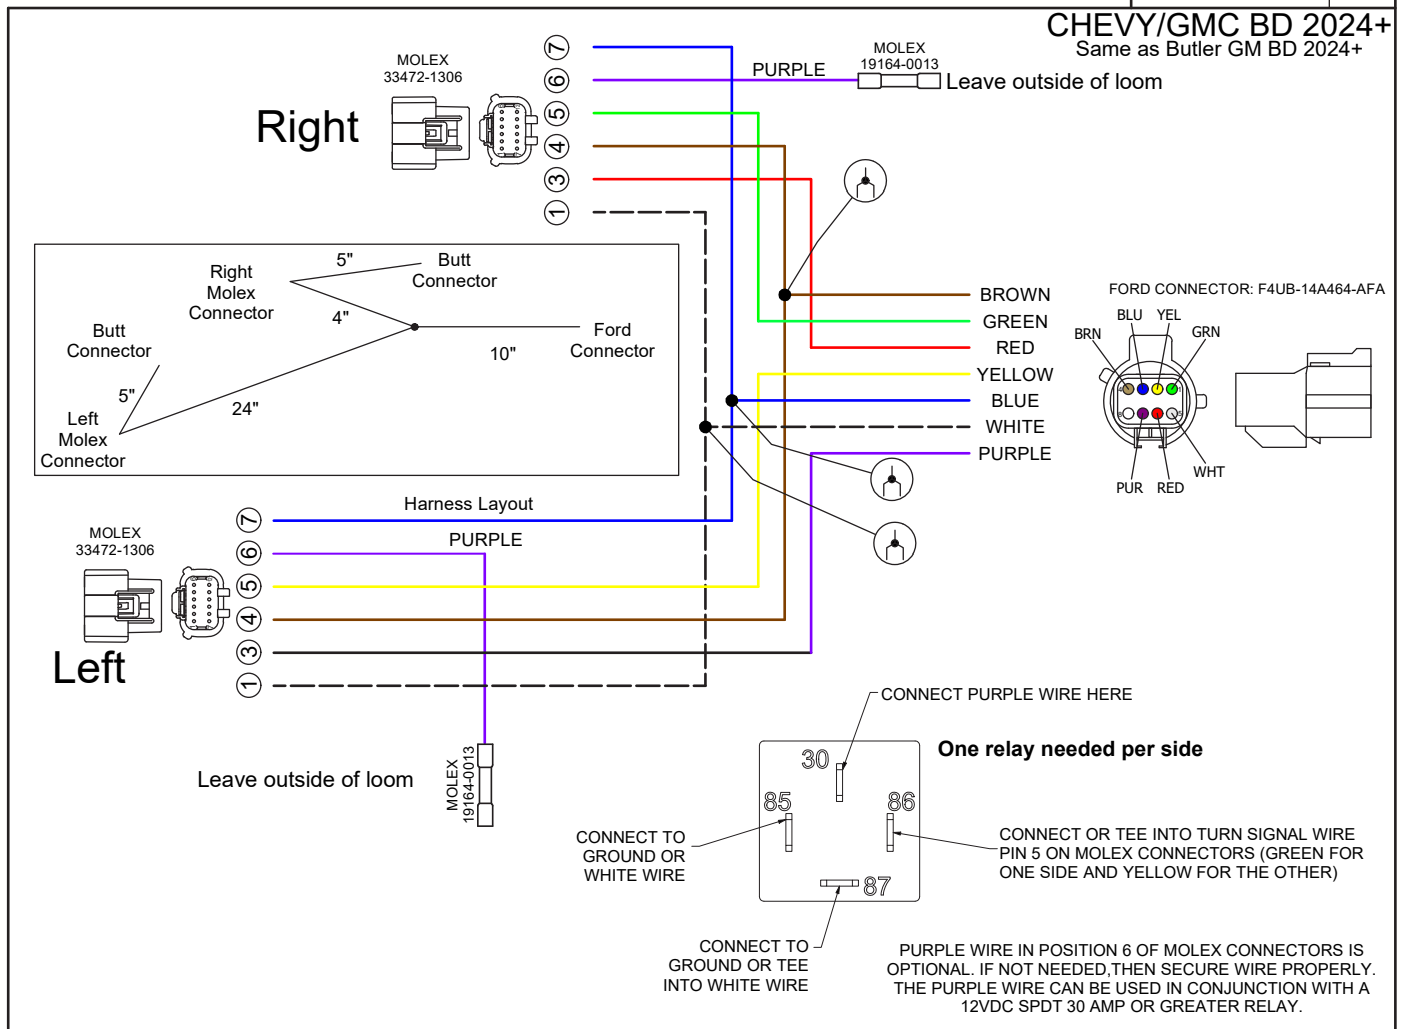 CHEVY/GMC BD 2024+
Same as Butler GM BD 2024+
MOLEX
33472-1306
Right
7
6
5
4
3
1
PURPLE
MOLEX
19164-0013
Leave outside of loom
Right
Molex
Connector
5"
Butt
Connector
4"
Butt
Connector
5"
Left
Molex
Connector
24"
10"
Ford
Connector
Harness Layout
BROWN
GREEN
RED
YELLOW
BLUE
WHITE
PURPLE
FORD CONNECTOR: F4UB-14A464-AFA
BLU YEL
BRN
GRN
4
1
8
5
WHT
PUR RED
MOLEX
33472-1306
Left
7
6
5
4
3
1
PURPLE
Leave outside of loom
MOLEX
19164-0013
CONNECT PURPLE WIRE HERE
One relay needed per side
30
85
86
87
CONNECT TO
GROUND OR
WHITE WIRE
CONNECT OR TEE INTO TURN SIGNAL WIRE
PIN 5 ON MOLEX CONNECTORS (GREEN FOR
ONE SIDE AND YELLOW FOR THE OTHER)
CONNECT TO
GROUND OR TEE
INTO WHITE WIRE
PURPLE WIRE IN POSITION 6 OF MOLEX CONNECTORS IS
OPTIONAL. IF NOT NEEDED,THEN SECURE WIRE PROPERLY.
THE PURPLE WIRE CAN BE USED IN CONJUNCTION WITH A
12VDC SPDT 30 AMP OR GREATER RELAY.